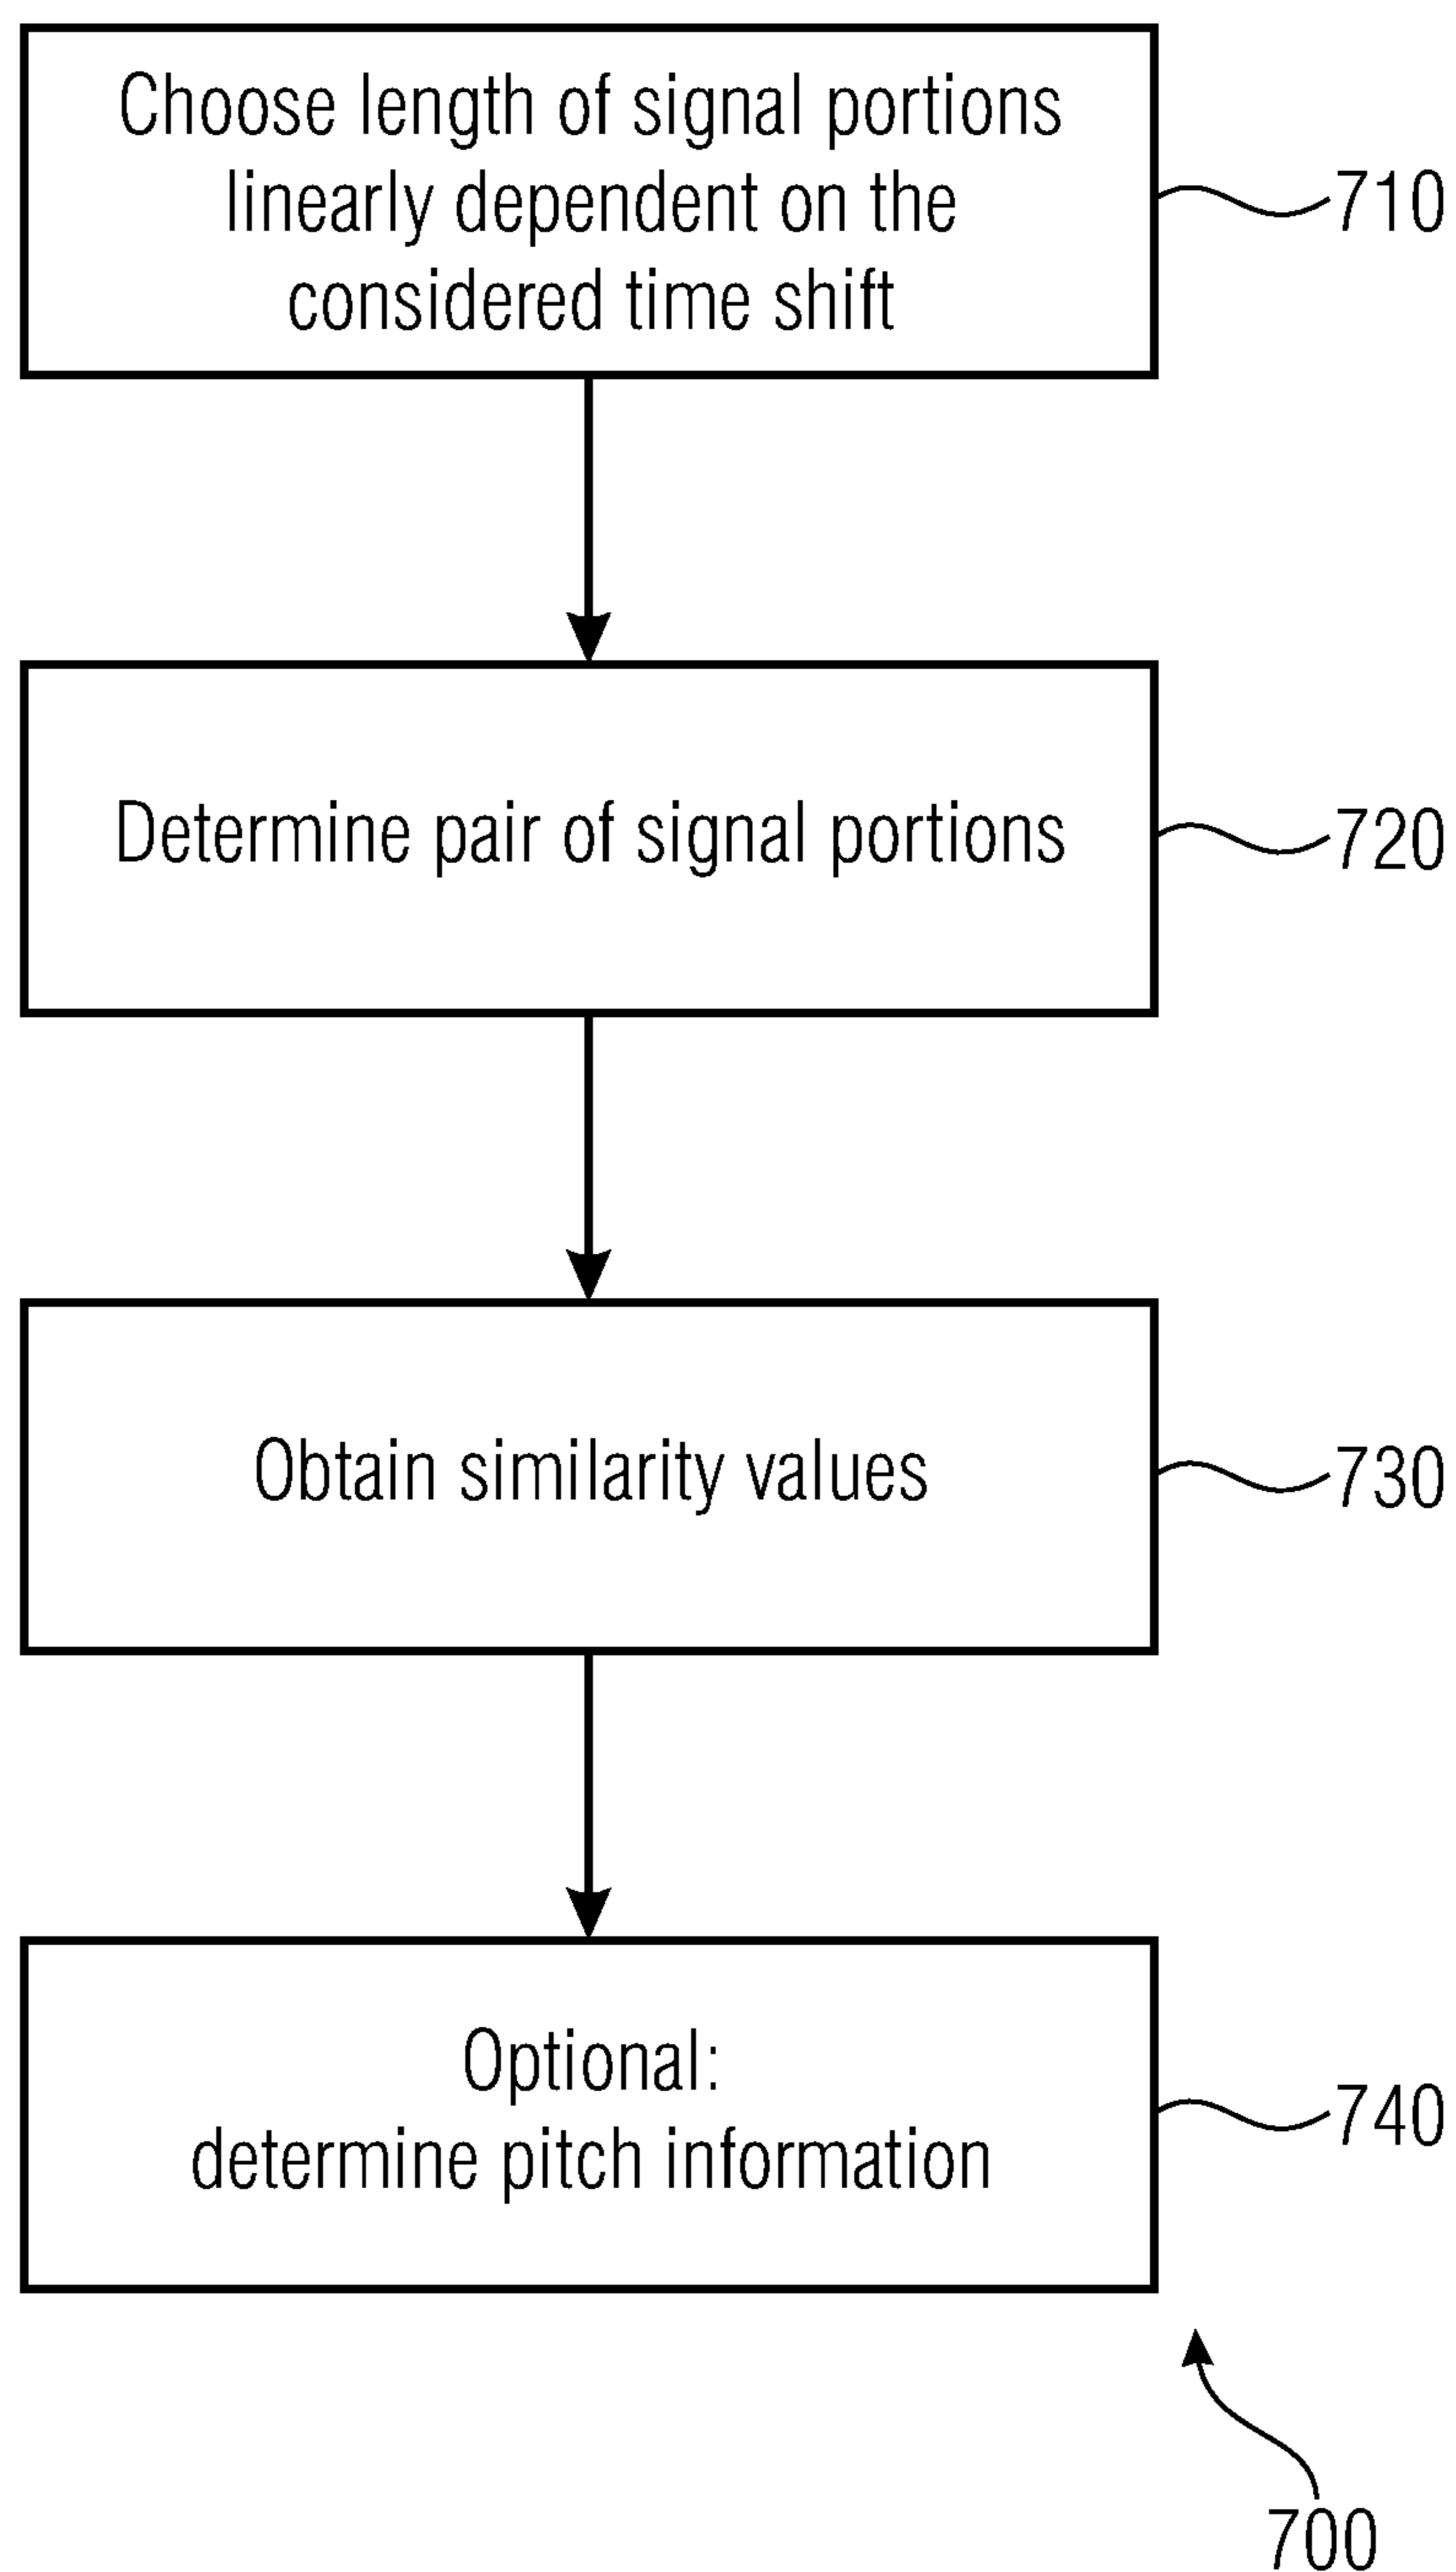 Choose length of signal portions
linearly dependent on the
considered time shift
710
Determine pair of signal portions
720
Obtain similarity values
730
Optional:
determine pitch information
740
700